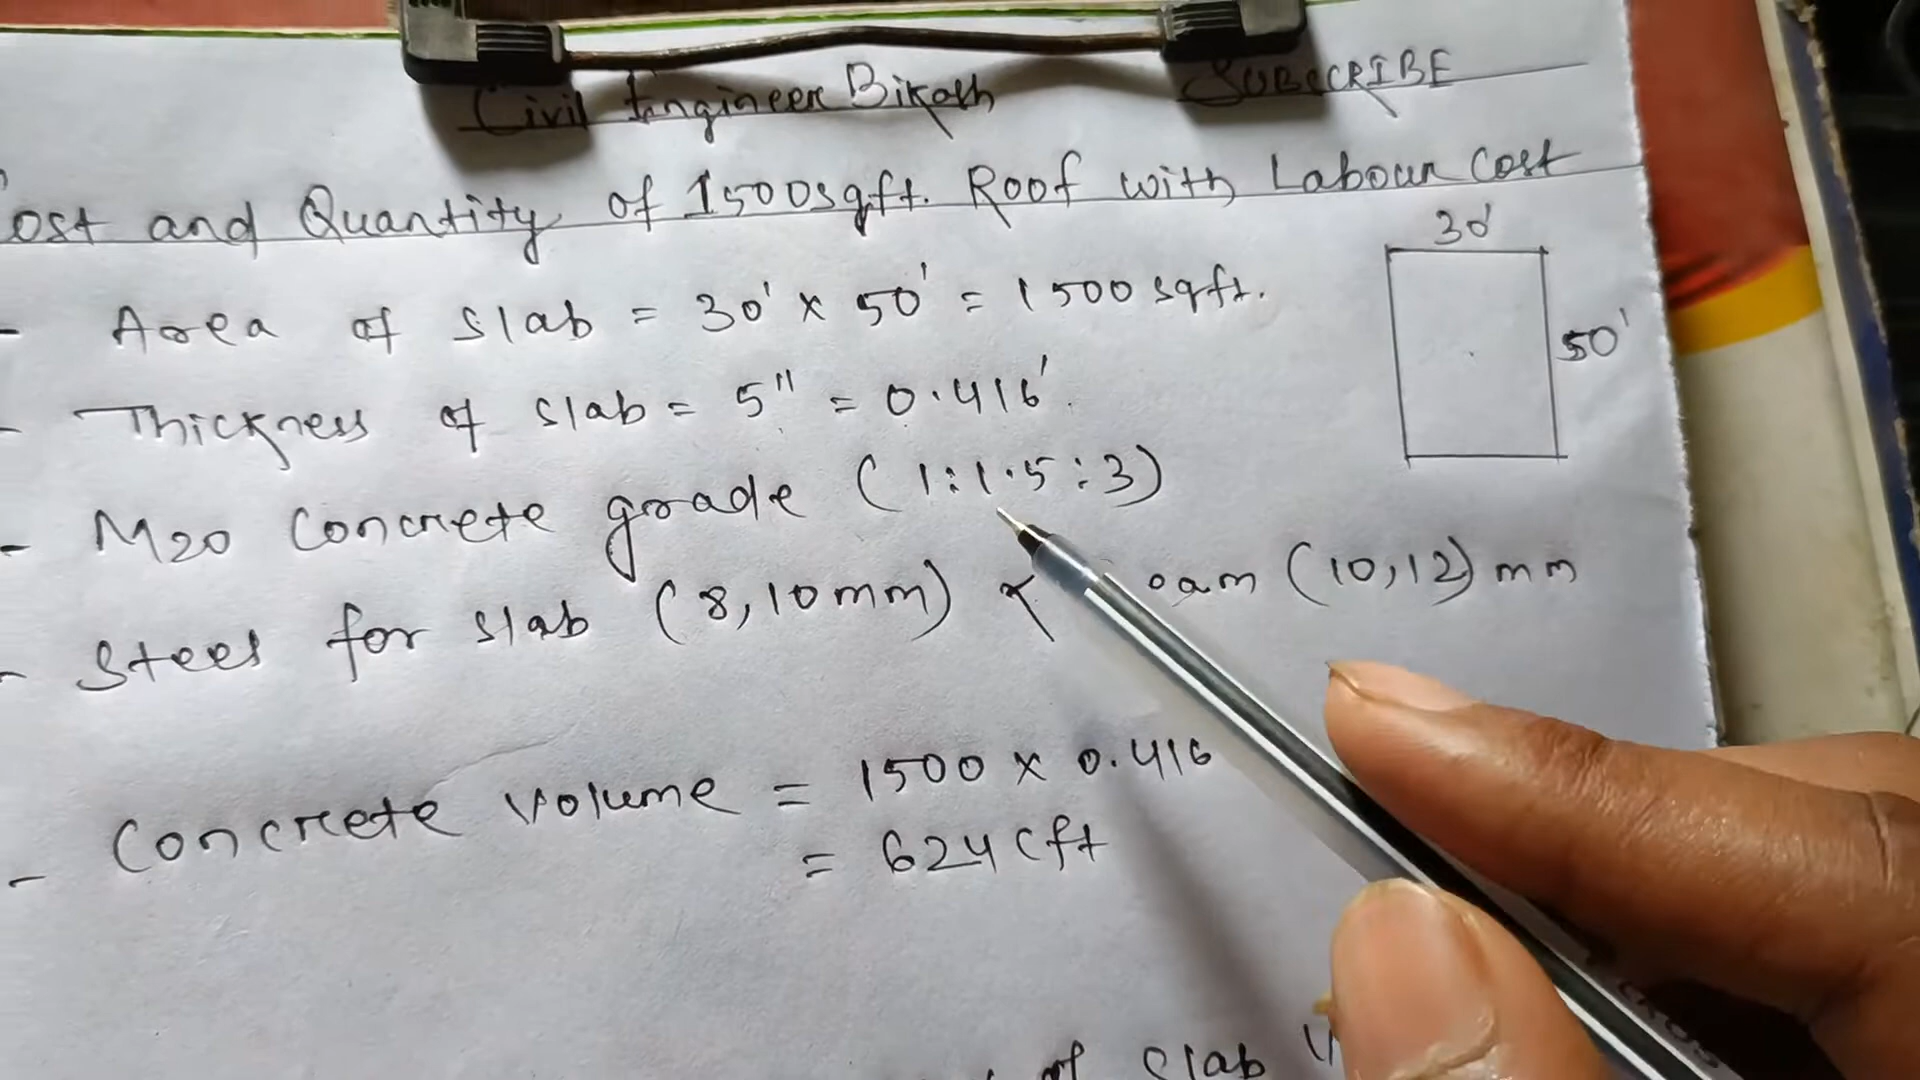 Civil Engineer Bikash SUBSCRIBE
Cost and Quantity of 1500sqft. Roof with Labour Cost
30'
50'
- Area of slab = 30' x 50' = 1500 sqft.
- Thickness of slab = 5" = 0.416'.
- M20 Concrete grade (1:1.5:3)
- Steel for slab (8,10mm) & (10,12) mm
- Concrete volume = 1500 x 0.416
= 624 cft
of slab